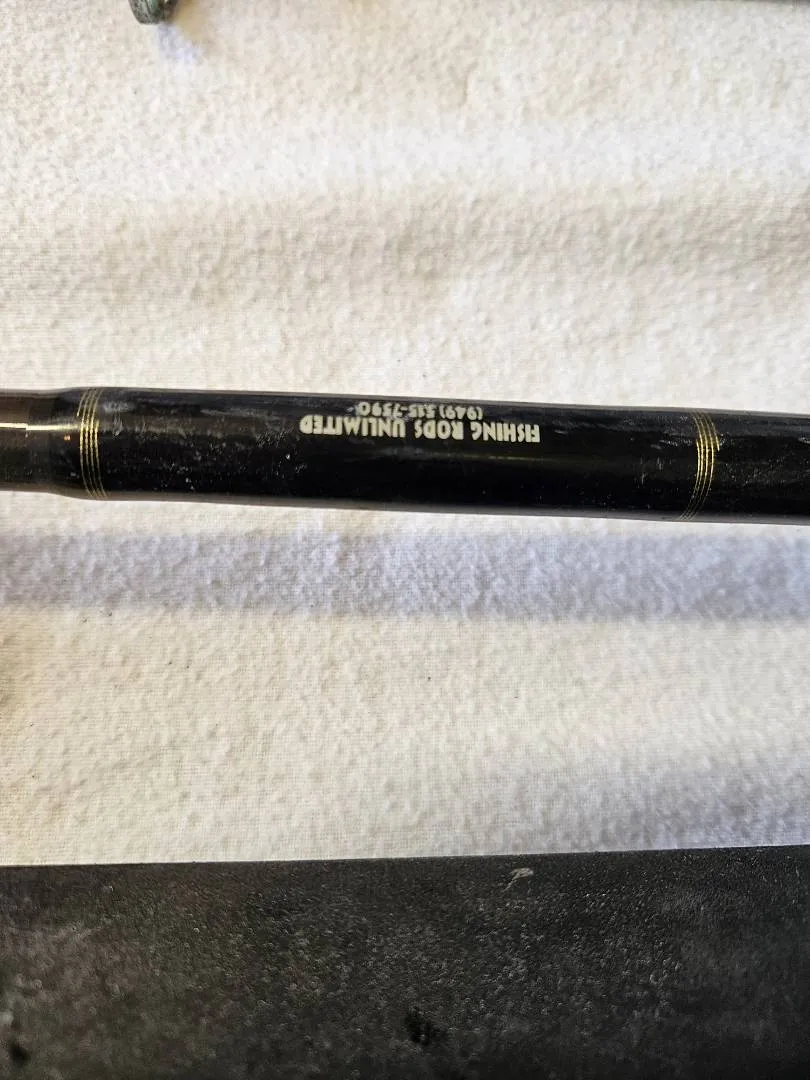 FISHING RODS UNLIMITED
(949) 515-7590